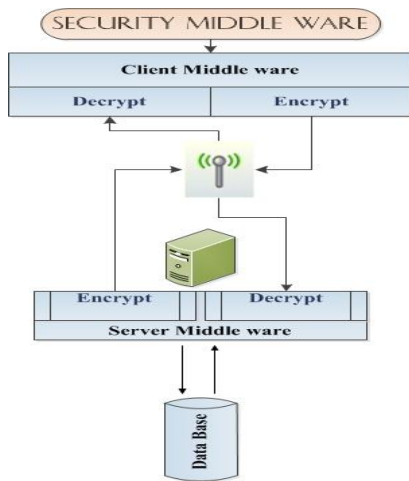 SECURITY MIDDLE WARE
Client Middle ware
Decrypt Encrypt
Encrypt Decrypt
Server Middle ware
Data Base